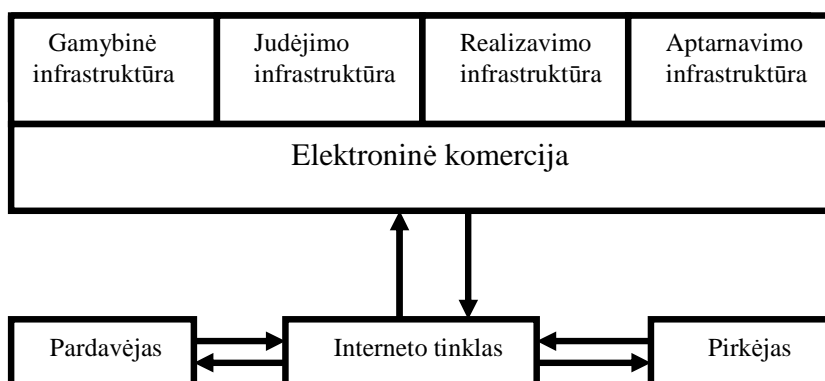 Gamybinė
infrastruktūra
Judėjimo
infrastruktūra
Realizavimo
infrastruktūra
Aptarnavimo
infrastruktūra
Elektroninė komercija
Pardavėjas
Interneto tinklas
Pirkėjas